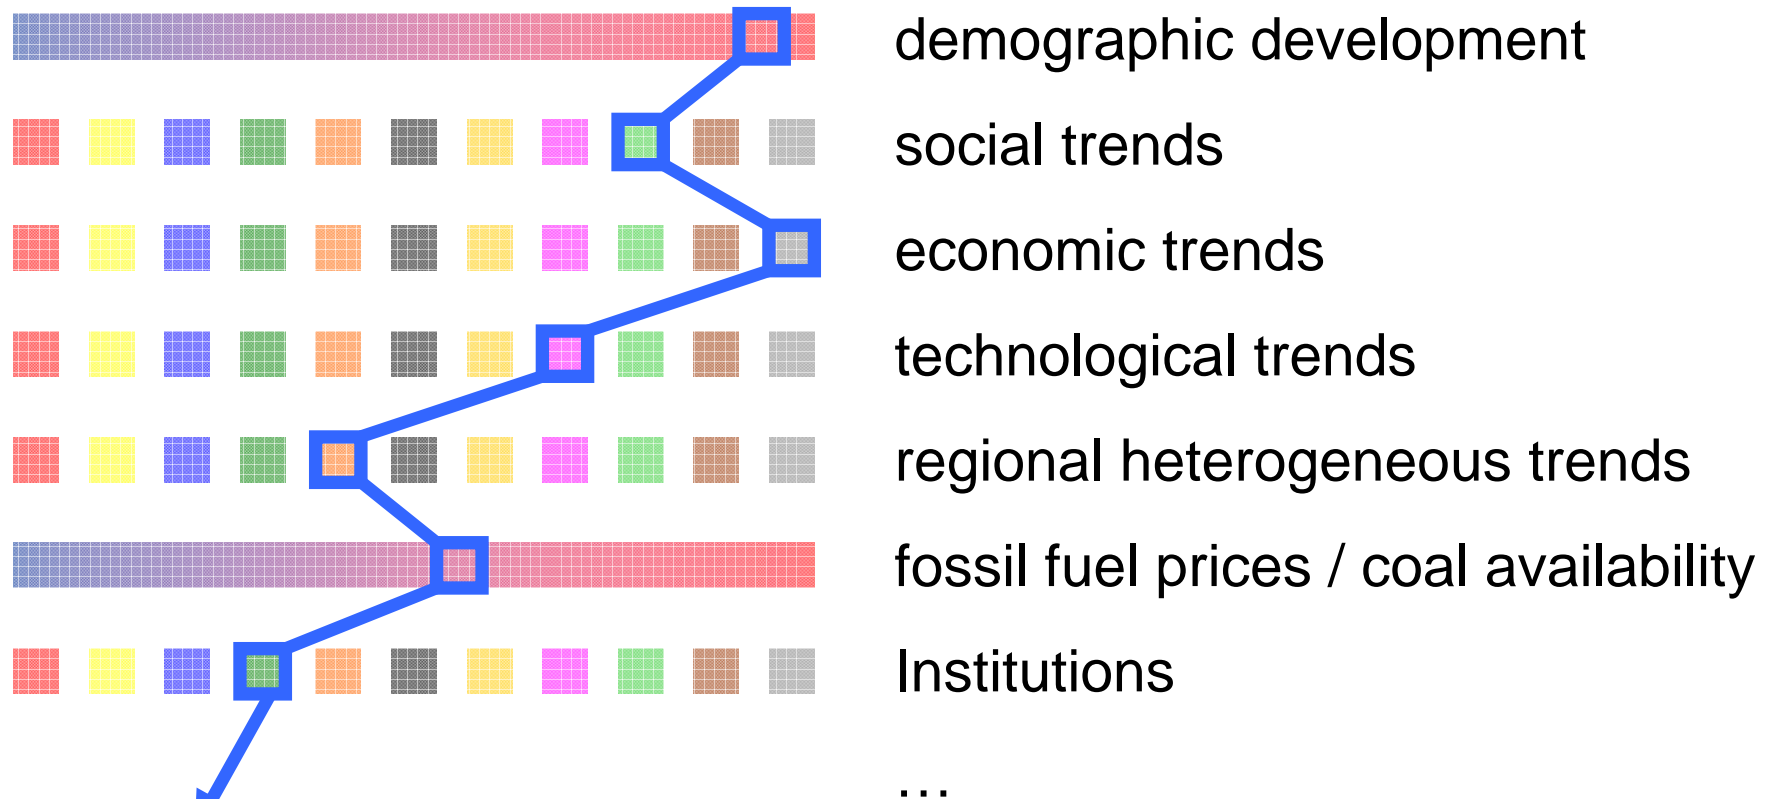 demographic development
social trends
economic trends
technological trends
regional heterogeneous trends
fossil fuel prices / coal availability
Institutions
…